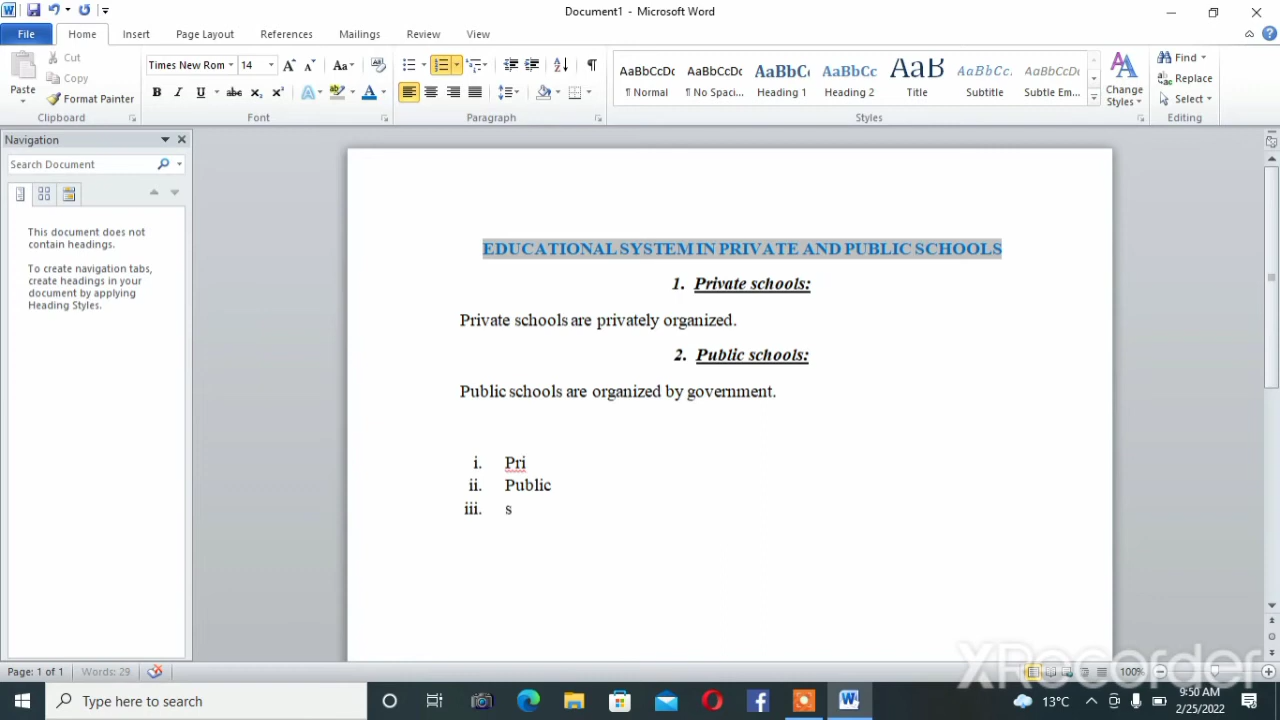 Document1 - Microsoft Word
File Home Insert Page Layout References Mailings Review View
Paste
Cut
Copy
Format Painter
Clipboard
Times New Rom 14
Font
Paragraph
AaBbCcDc AaBbCcDc AaBbCc AaBbCc AaB AaBbCc. AaBbCcDc
¶ Normal ¶ No Spaci... Heading 1 Heading 2 Title Subtitle Subtle Em...
Styles
Change
Styles
Find
Replace
Select
Editing
Navigation
Search Document
This document does not
contain headings.
To create navigation tabs,
create headings in your
document by applying
Heading Styles.
EDUCATIONAL SYSTEM IN PRIVATE AND PUBLIC SCHOOLS
1. Private schools:
Private schools are privately organized.
2. Public schools:
Public schools are organized by government.
i. Pri
ii. Public
iii. s
XRecorder
Page: 1 of 1 Words: 29 100%
Type here to search 13°C 9:50 AM
2/25/2022